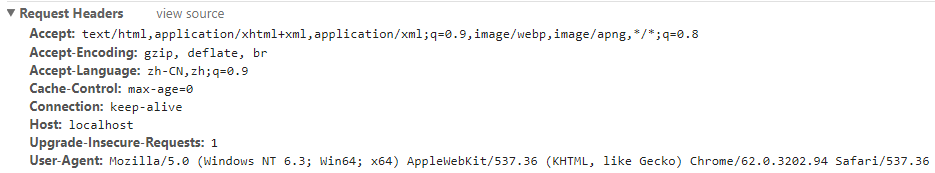 ▼ Request Headers view source
Accept: text/html,application/xhtml+xml,application/xml;q=0.9,image/webp,image/apng,*/*;q=0.8
Accept-Encoding: gzip, deflate, br
Accept-Language: zh-CN,zh;q=0.9
Cache-Control: max-age=0
Connection: keep-alive
Host: localhost
Upgrade-Insecure-Requests: 1
User-Agent: Mozilla/5.0 (Windows NT 6.3; Win64; x64) AppleWebKit/537.36 (KHTML, like Gecko) Chrome/62.0.3202.94 Safari/537.36